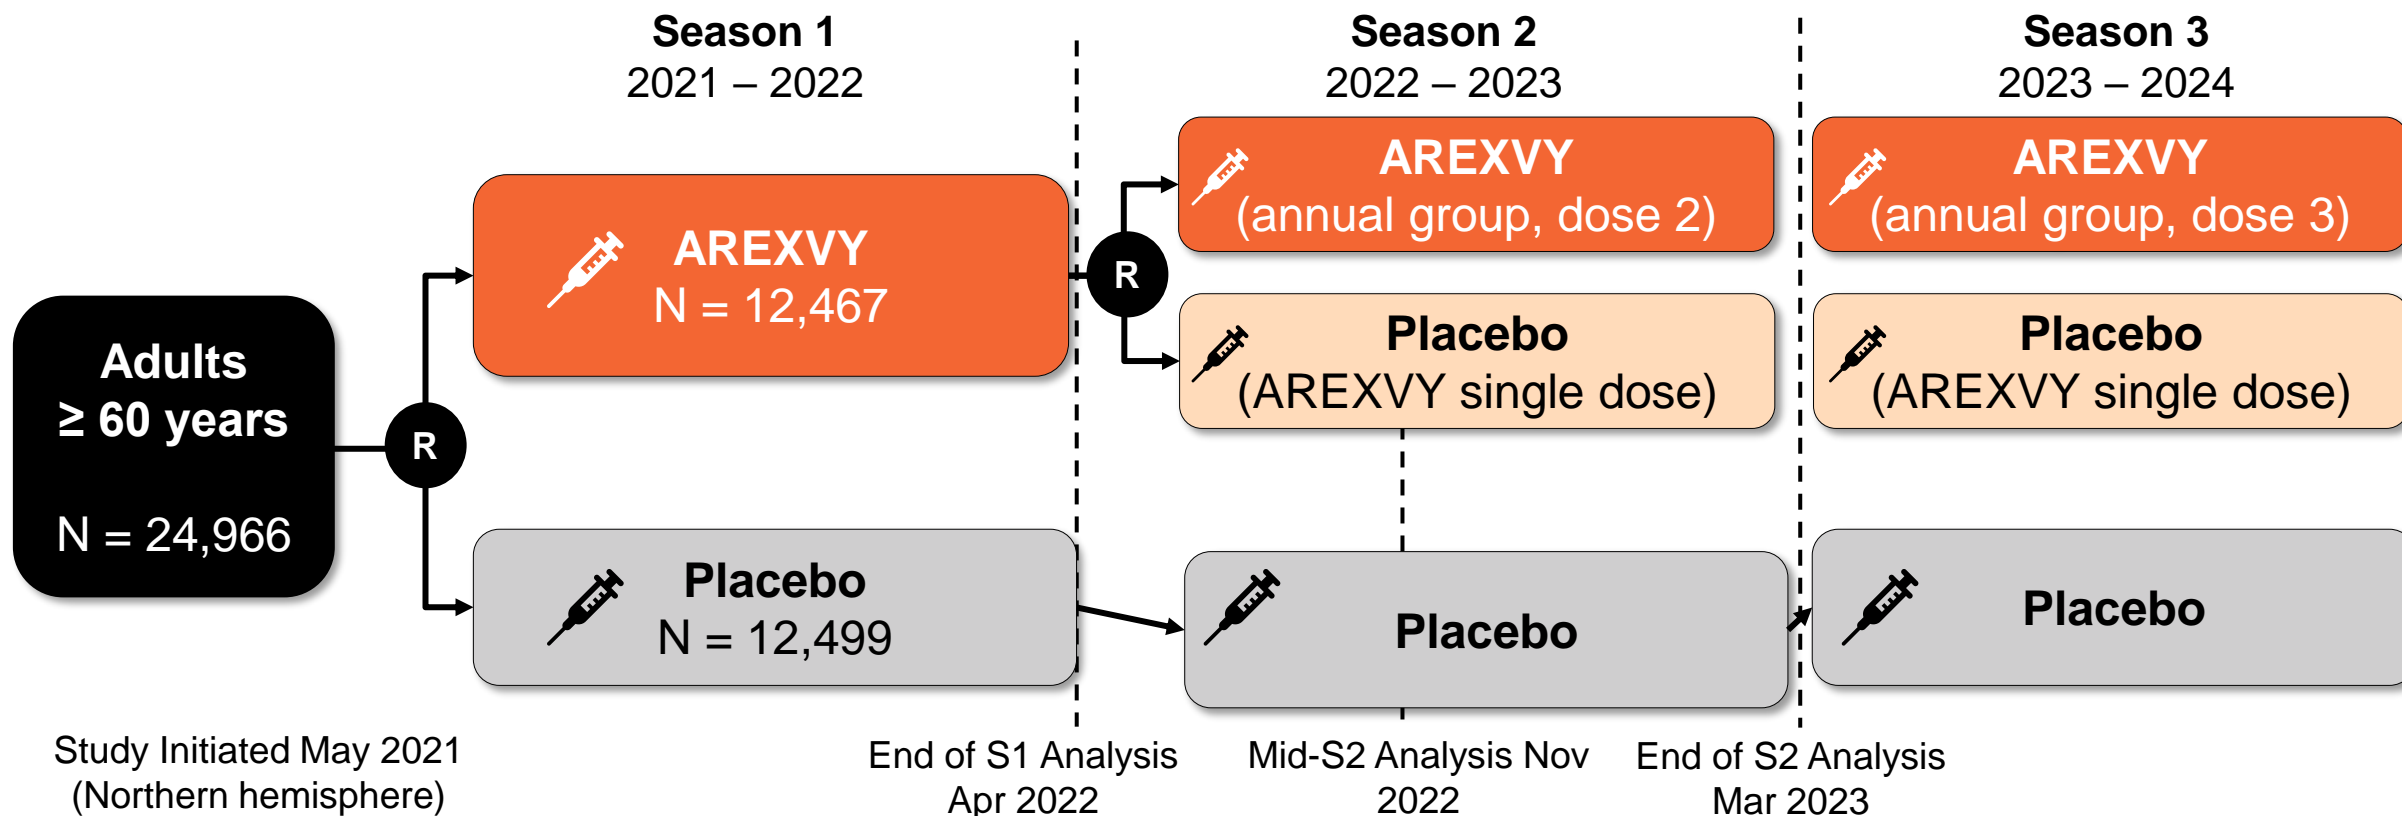 Season 1
2021 – 2022
Season 2
2022 – 2023
Season 3
2023 – 2024
Adults
≥ 60 years
N = 24,966
R
AREXVY
N = 12,467
Placebo
N = 12,499
R
AREXVY
(annual group, dose 2)
Placebo
(AREXVY single dose)
Placebo
AREXVY
(annual group, dose 3)
Placebo
(AREXVY single dose)
Placebo
Study Initiated May 2021
(Northern hemisphere)
End of S1 Analysis
Apr 2022
Mid-S2 Analysis Nov
2022
End of S2 Analysis
Mar 2023